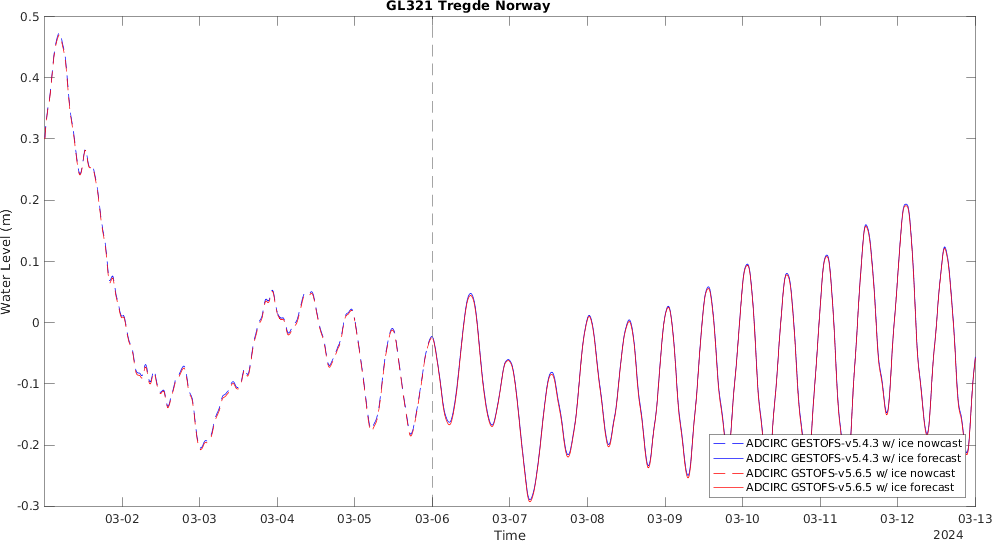 GL321 Tregde Norway
0.5
0.4
0.3
0.2
0.1
0
-0.1
-0.2
-0.3
Water Level (m)
ADCIRC GESTOFS-v5.4.3 w/ ice nowcast
ADCIRC GESTOFS-v5.4.3 w/ ice forecast
ADCIRC GSTOFS-v5.6.5 w/ ice nowcast
ADCIRC GSTOFS-v5.6.5 w/ ice forecast
03-02 03-03 03-04 03-05 03-06 03-07 03-08 03-09 03-10 03-11 03-12 03-13
Time
2024